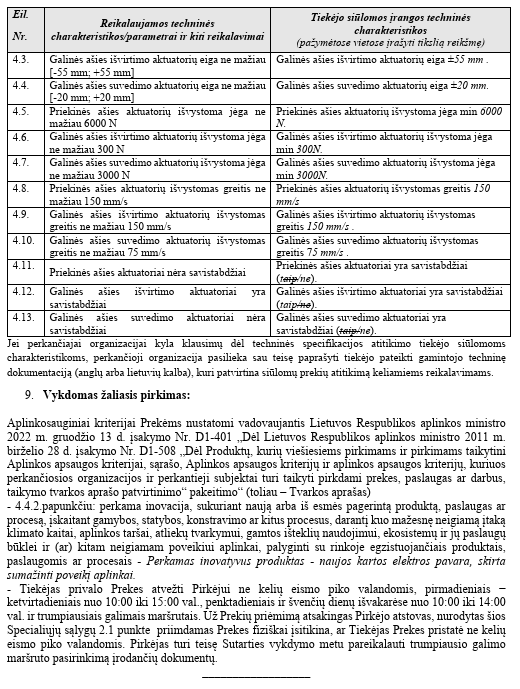 Eil.
Nr.
Reikalaujamos techninės
charakteristikos/parametrai ir kiti reikalavimai
Tiekėjo siūlomos įrangos techninės
charakteristikos
(pažymėtose vietose įrašyti tikslią reikšmę)
4.3.
Galinės ašies išvirtimo aktuatorių eiga ne mažiau
[-55 mm; +55 mm]
Galinės ašies išvirtimo aktuatorių eiga ±55 mm .
4.4.
Galinės ašies suvedimo aktuatorių eiga ne mažiau
[-20 mm; +20 mm]
Galinės ašies suvedimo aktuatorių eiga ±20 mm.
4.5.
Priekinės ašies aktuatorių išvystoma jėga ne
mažiau 6000 N
Priekinės ašies aktuatorių išvystoma jėga min 6000
N.
4.6.
Galinės ašies išvirtimo aktuatorių išvystoma jėga
ne mažiau 300 N
Galinės ašies išvirtimo aktuatorių išvystoma jėga
min 300N.
4.7.
Galinės ašies suvedimo aktuatorių išvystoma jėga
ne mažiau 3000 N
Galinės ašies suvedimo aktuatorių išvystoma jėga
min 3000N.
4.8.
Priekinės ašies aktuatorių išvystomas greitis ne
mažiau 150 mm/s
Priekinės ašies aktuatorių išvystomas greitis 150
mm/s
4.9.
Galinės ašies išvirtimo aktuatorių išvystomas
greitis ne mažiau 150 mm/s
Galinės ašies išvirtimo aktuatorių išvystomas
greitis 150 mm/s .
4.10.
Galinės ašies suvedimo aktuatorių išvystomas
greitis ne mažiau 75 mm/s
Galinės ašies suvedimo aktuatorių išvystomas
greitis 75 mm/s .
4.11.
Priekinės ašies aktuatoriai nėra savistabdžiai
Priekinės ašies aktuatoriai yra savistabdžiai
(taip/ne).
4.12.
Galinės ašies išvirtimo aktuatoriai yra
savistabdžiai
Galinės ašies išvirtimo aktuatoriai yra savistabdžiai
(taip/ne).
4.13.
Galinės ašies suvedimo aktuatoriai nėra
savistabdžiai
Galinės ašies suvedimo aktuatoriai yra
savistabdžiai (taip/ne).
Jei perkančiajai organizacijai kyla klausimų dėl techninės specifikacijos atitikimo tiekėjo siūlomoms
charakteristikoms, perkančioji organizacija pasilieka sau teisę paprašyti tiekėjo pateikti gamintojo techninę
dokumentaciją (anglų arba lietuvių kalba), kuri patvirtina siūlomų prekių atitikimą keliamiems reikalavimams.
9. Vykdomas žaliasis pirkimas:
Aplinkosauginiai kriterijai Prekėms nustatomi vadovaujantis Lietuvos Respublikos aplinkos ministro
2022 m. gruodžio 13 d. įsakymo Nr. D1-401 „Dėl Lietuvos Respublikos aplinkos ministro 2011 m.
birželio 28 d. įsakymo Nr. D1-508 „Dėl Produktų, kurių viešiesiems pirkimams ir pirkimams taikytini
Aplinkos apsaugos kriterijai, sąrašo, Aplinkos apsaugos kriterijų ir aplinkos apsaugos kriterijų, kuriuos
perkančiosios organizacijos ir perkantieji subjektai turi taikyti pirkdami prekes, paslaugas ar darbus,
taikymo tvarkos aprašo patvirtinimo“ pakeitimo“ (toliau – Tvarkos aprašas)
- 4.4.2.papunkčiu: perkama inovacija, sukuriant naują arba iš esmės pagerintą produktą, paslaugas ar
procesą, įskaitant gamybos, statybos, konstravimo ar kitus procesus, darantį kuo mažesnę neigiamą įtaką
klimato kaitai, aplinkos taršai, atliekų tvarkymui, gamtos išteklių naudojimui, ekosistemų ir jų paslaugų
būklei ir (ar) kitam neigiamam poveikiui aplinkai, palyginti su rinkoje egzistuojančiais produktais,
paslaugomis ar procesais - Perkamas inovatyvus produktas - naujos kartos elektros pavara, skirta
sumažinti poveikį aplinkai.
- Tiekėjas privalo Prekes atvežti Pirkėjui ne kelių eismo piko valandomis, pirmadieniais –
ketvirtadieniais nuo 10:00 iki 15:00 val., penktadieniais ir švenčių dienų išvakarėse nuo 10:00 iki 14:00
val. ir trumpiausiais galimais maršrutais. Už Prekių priėmimą atsakingas Pirkėjo atstovas, nurodytas šios
Specialiųjų sąlygų 2.1 punkte priimdamas Prekes fiziškai įsitikina, ar Tiekėjas Prekes pristatė ne kelių
eismo piko valandomis. Pirkėjas turi teisę Sutarties vykdymo metu pareikalauti trumpiausio galimo
maršruto pasirinkimą įrodančių dokumentų.